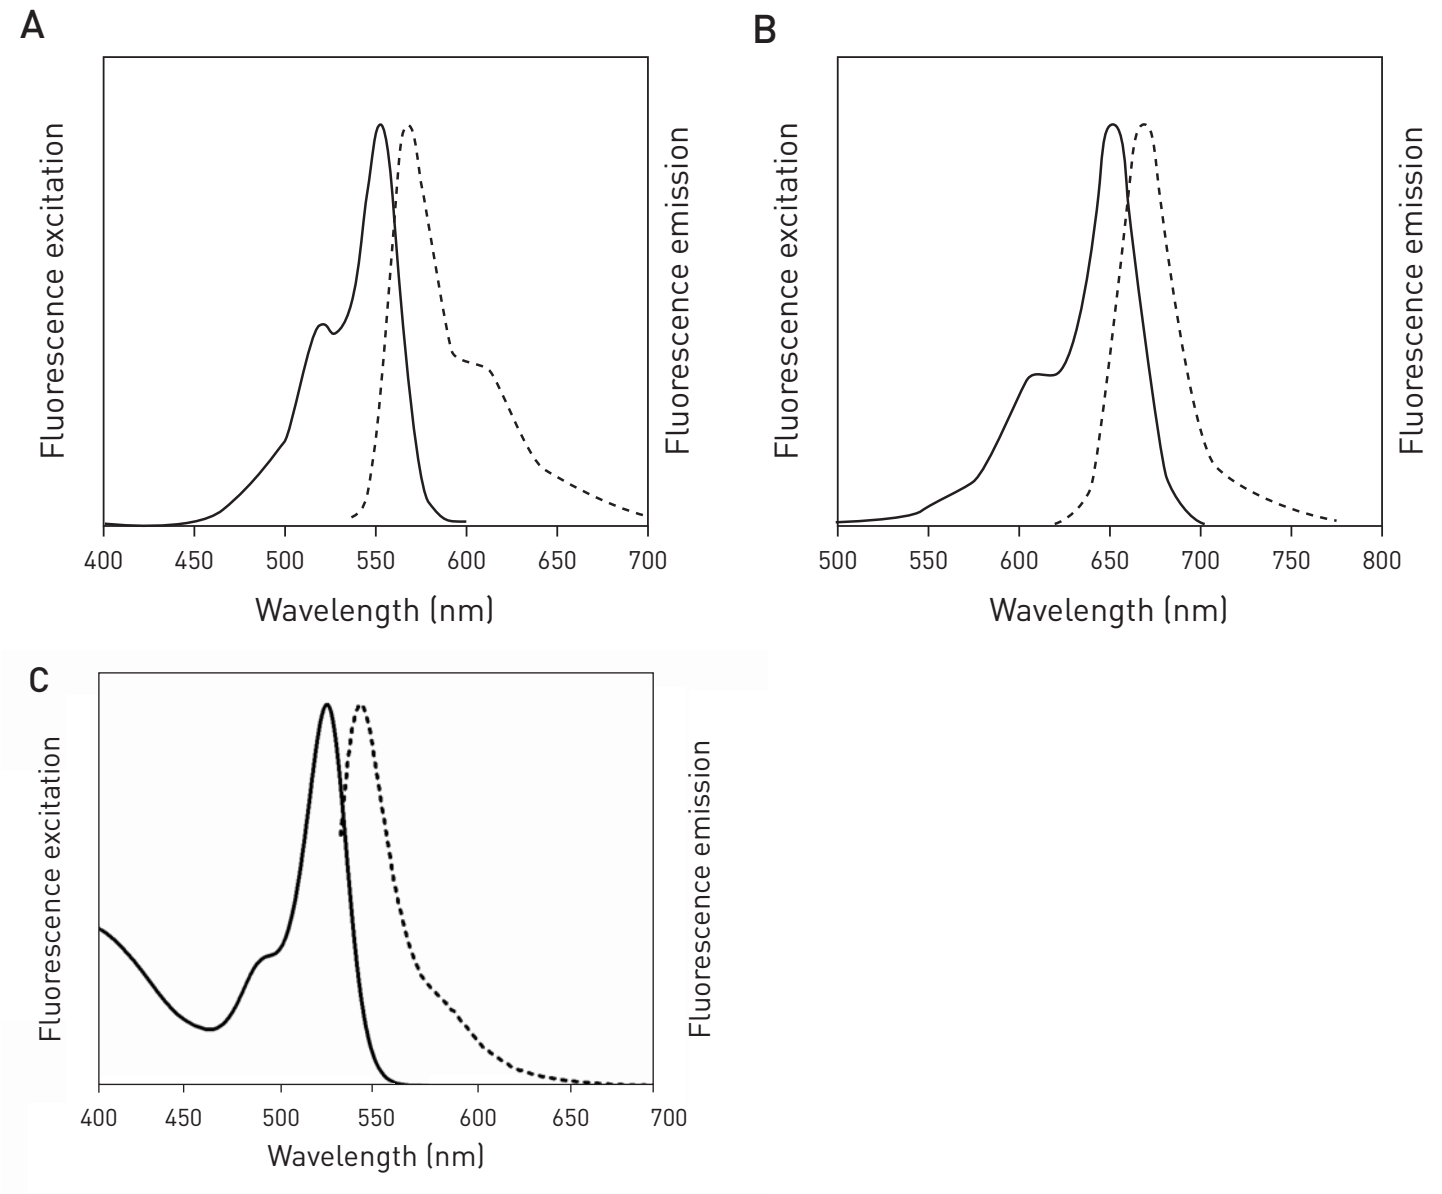 A
Fluorescence excitation
Fluorescence emission
400 450 500 550 600 650 700
Wavelength (nm)
B
Fluorescence excitation
Fluorescence emission
500 550 600 650 700 750 800
Wavelength (nm)
C
Fluorescence excitation
Fluorescence emission
400 450 500 550 600 650 700
Wavelength (nm)